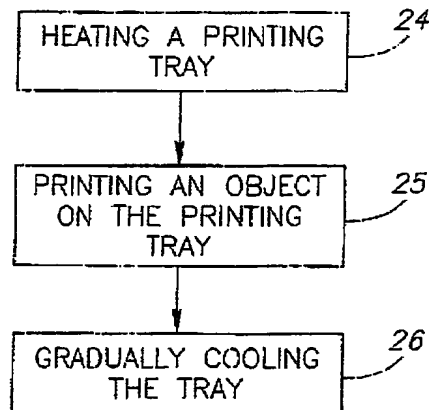 HEATING A PRINTING
TRAY
24
PRINTING AN OBJECT
ON THE PRINTING
TRAY
25
GRADUALLY COOLING
THE TRAY
26